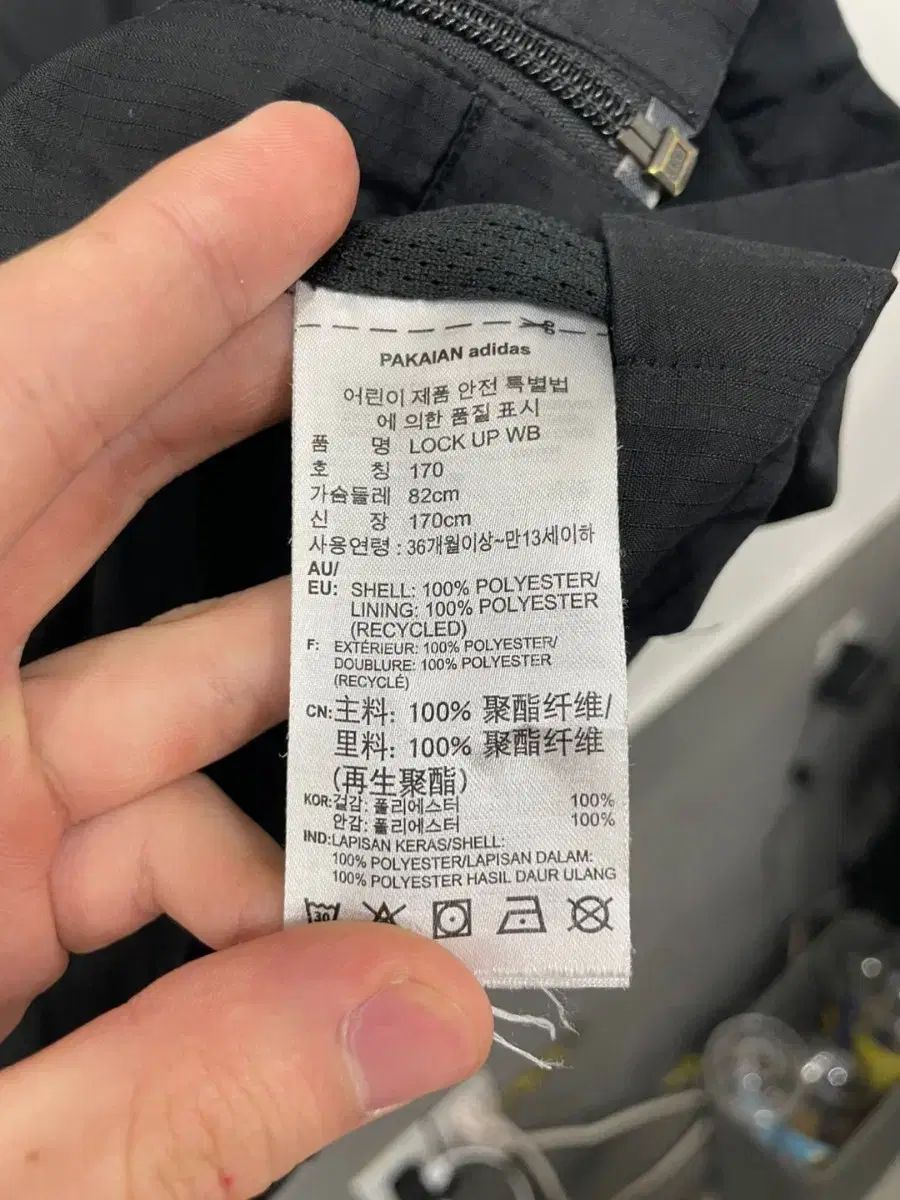 PAKAIAN adidas
어린이 제품 안전 특별법
에 의한 품질 표시
품 명 LOCK UP WB
호 칭 170
가슴둘레 82cm
신 장 170cm
사용연령 : 36개월이상~만13세이하
AU/
EU: SHELL: 100% POLYESTER/
LINING: 100% POLYESTER
(RECYCLED)
F: EXTÉRIEUR: 100% POLYESTER/
DOUBLURE: 100% POLYESTER
(RECYCLÉ)
CN:主料: 100% 聚酯纤维/
里料: 100% 聚酯纤维
(再生聚酯)
KOR:겉감: 폴리에스터 100%
안감: 폴리에스터 100%
IND:LAPISAN KERAS/SHELL:
100% POLYESTER/LAPISAN DALAM:
100% POLYESTER HASIL DAUR ULANG
30